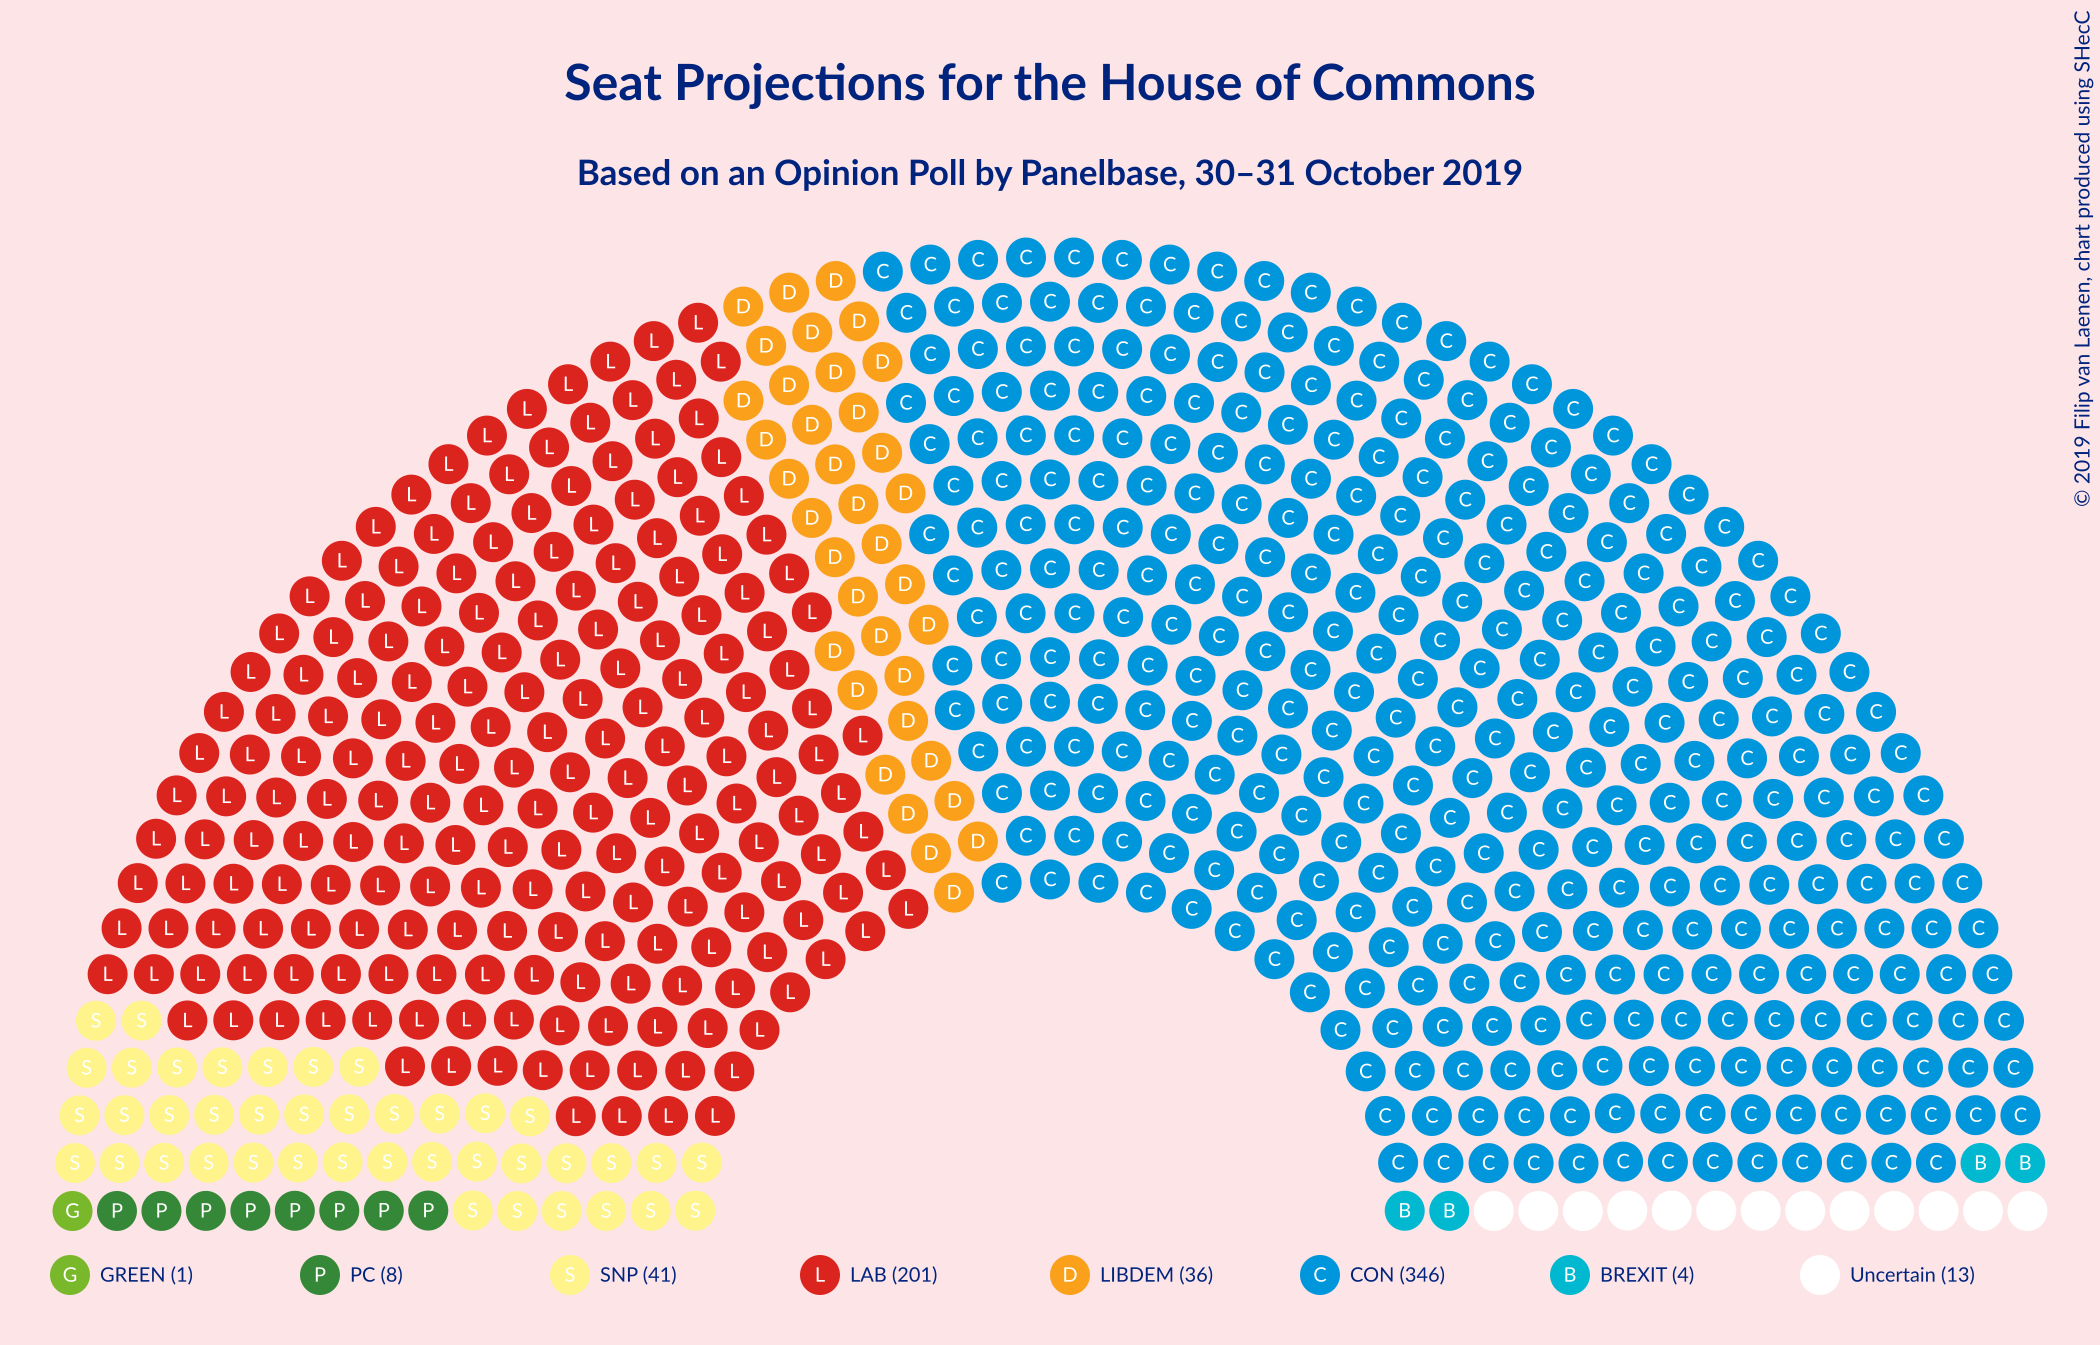 Seat Projections for the House of Commons
Based on an Opinion Poll by Panelbase, 30–31 October 2019
© 2019 Filip van Laenen, chart produced using SHecC
G GREEN (1)
P PC (8)
S SNP (41)
L LAB (201)
D LIBDEM (36)
C CON (346)
B BREXIT (4)
Uncertain (13)